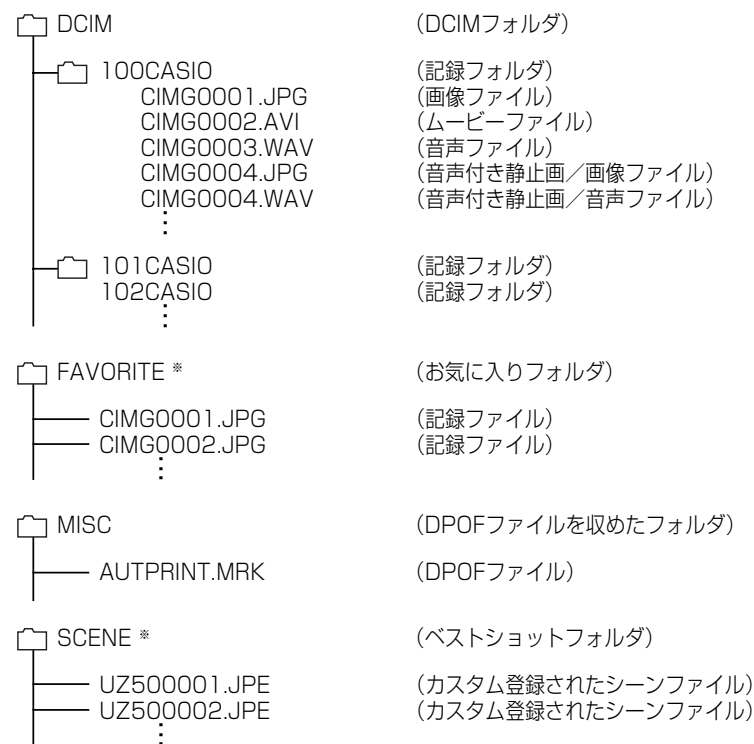 DCIM （DCIMフォルダ）
100CASIO （記録フォルダ）
CIMG0001.JPG （画像ファイル）
CIMG0002.AVI （ムービーファイル）
CIMG0003.WAV （音声ファイル）
CIMG0004.JPG （音声付き静止画／画像ファイル）
CIMG0004.WAV （音声付き静止画／音声ファイル）
101CASIO （記録フォルダ）
102CASIO （記録フォルダ）
FAVORITE ※ （お気に入りフォルダ）
CIMG0001.JPG （記録ファイル）
CIMG0002.JPG （記録ファイル）
MISC （DPOFファイルを収めたフォルダ）
AUTPRINT.MRK （DPOFファイル）
SCENE ※ （ベストショットフォルダ）
UZ500001.JPE （カスタム登録されたシーンファイル）
UZ500002.JPE （カスタム登録されたシーンファイル）